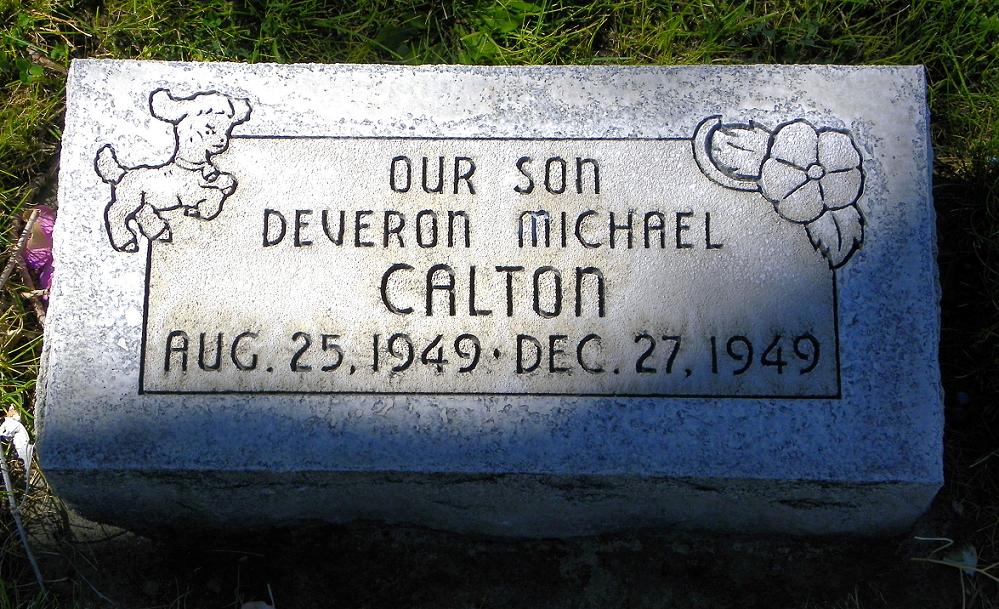 OUR SON
DEVERON MICHAEL
CALTON
AUG. 25, 1949 · DEC. 27, 1949